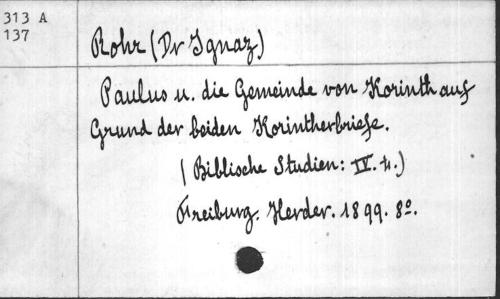 313 A
137
Rohr (Dr Ignaz)
Paulus u. die Gemeinde von Korinth auf
Grund der beiden Korintherbriefe.
(Biblische Studien: IV. 4.)
Freiburg. Herder. 1899. 8º.